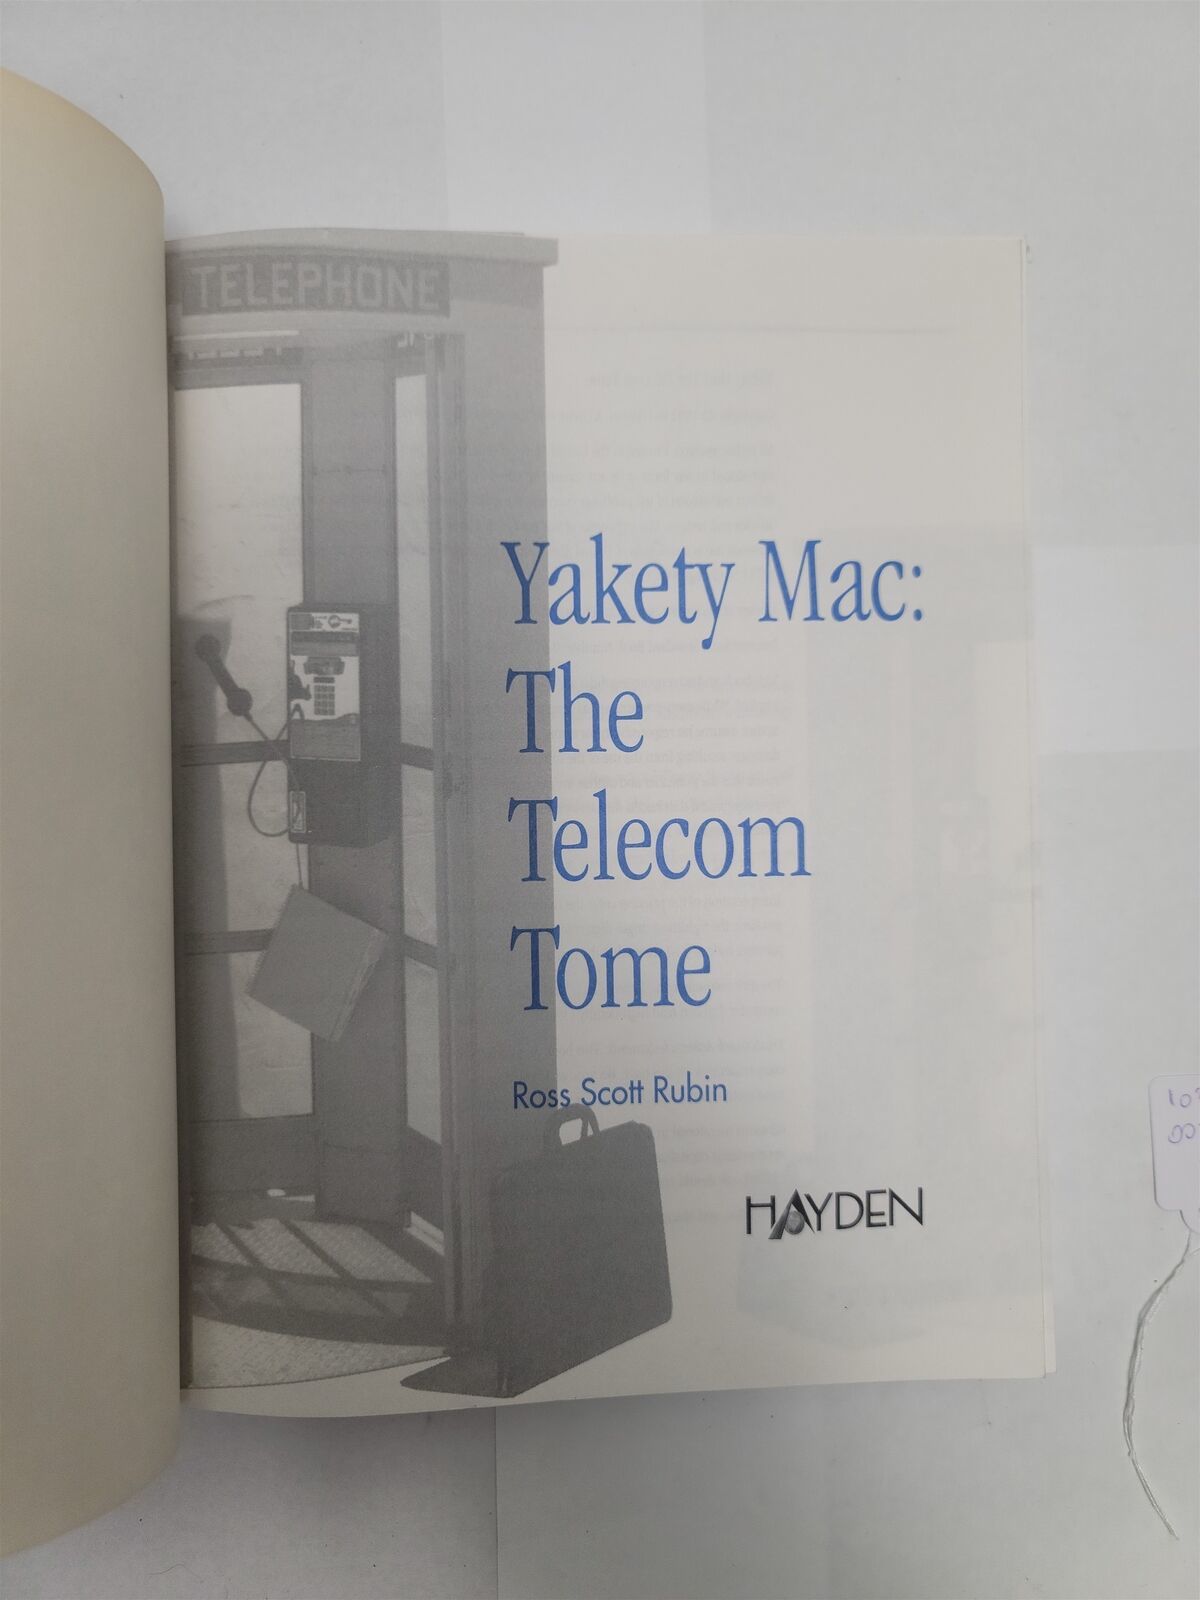 TELEPHONE
Yakety Mac:
The
Telecom
Tome
Ross Scott Rubin
HAYDEN